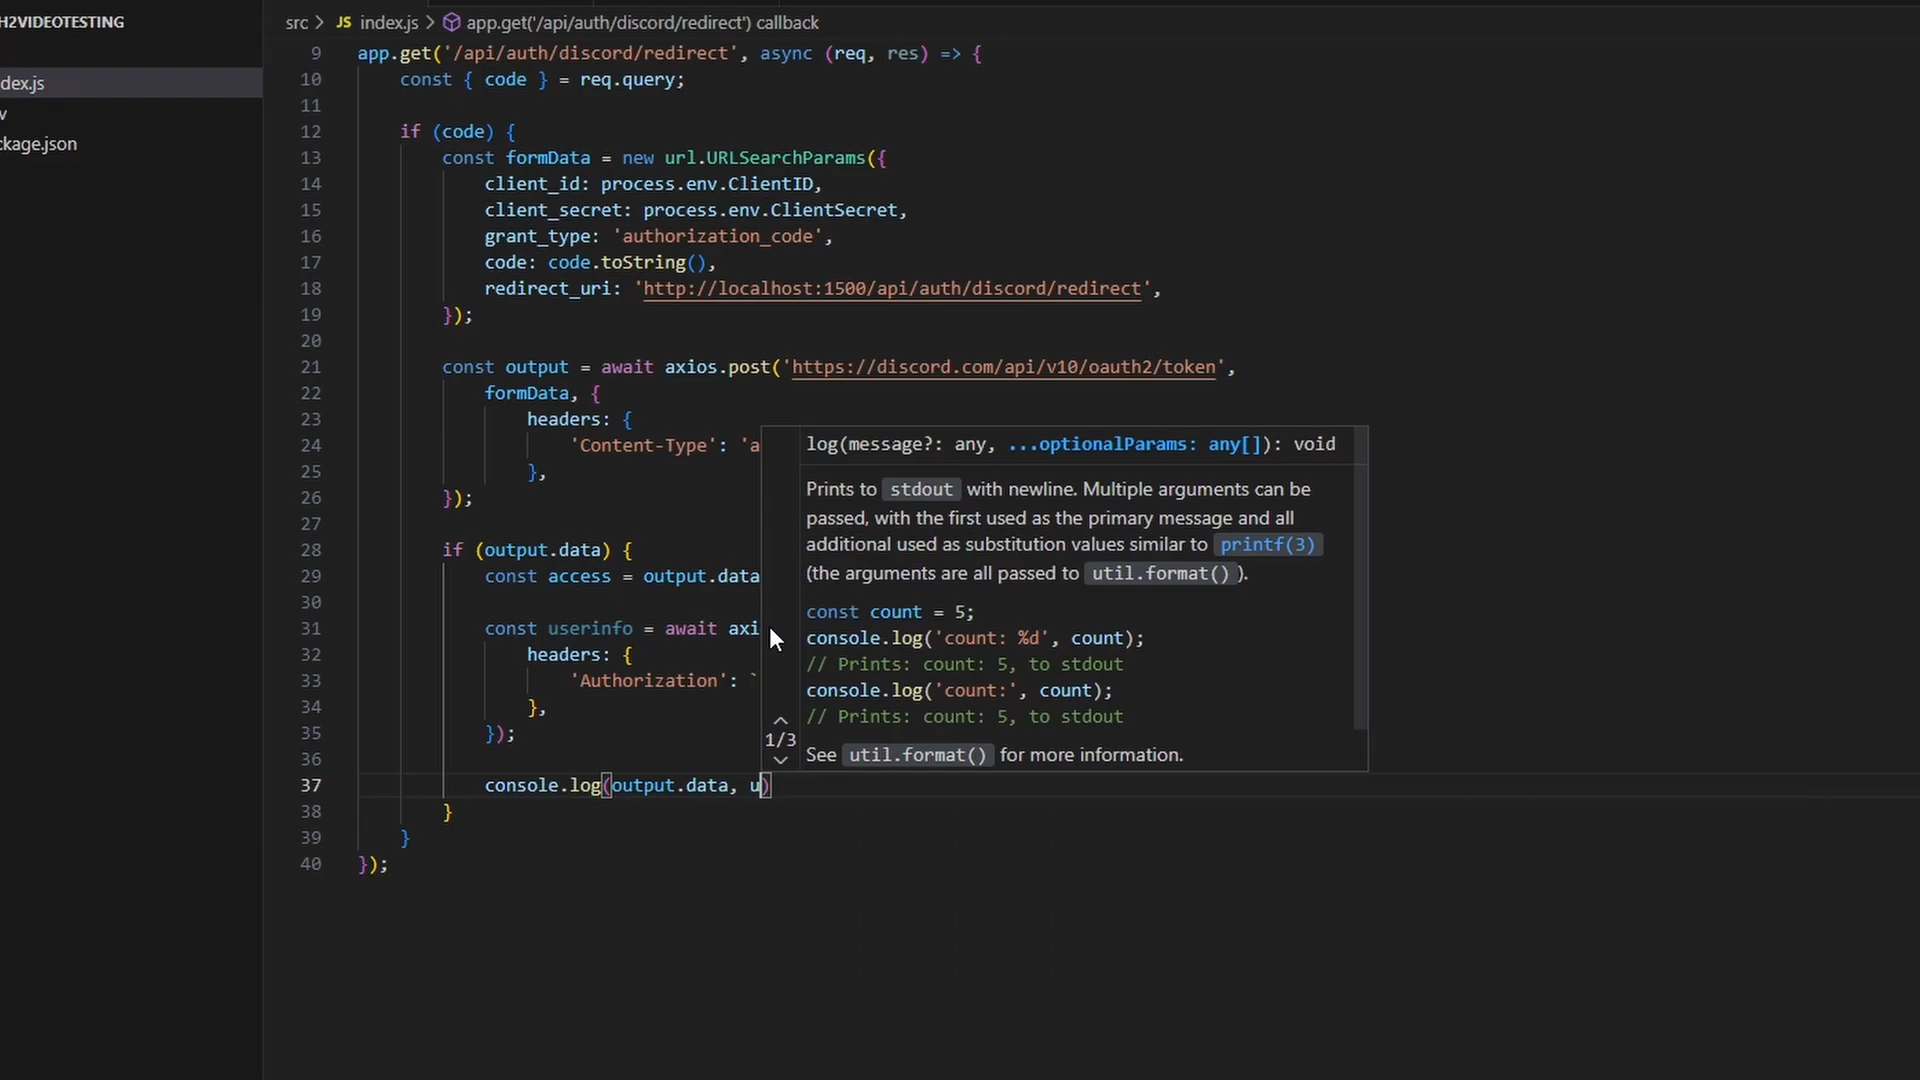 H2VIDEOTESTING
dex.js
v
ckage.json
src > JS index.js > app.get('/api/auth/discord/redirect') callback
9 app.get('/api/auth/discord/redirect', async (req, res) => {
10 const { code } = req.query;
11
12 if (code) {
13 const formData = new url.URLSearchParams({
14 client_id: process.env.ClientID,
15 client_secret: process.env.ClientSecret,
16 grant_type: 'authorization_code',
17 code: code.toString(),
18 redirect_uri: 'http://localhost:1500/api/auth/discord/redirect',
19 });
20
21 const output = await axios.post('https://discord.com/api/v10/oauth2/token',
22 formData, {
23 headers: {
24 'Content-Type': 'a
25 },
26 });
27
28 if (output.data) {
29 const access = output.data
30
31 const userinfo = await axi
32 headers: {
33 'Authorization': `
34 },
35 });
36
37 console.log(output.data, u)
38 }
39 }
40 });
log(message?: any, ...optionalParams: any[]): void
Prints to stdout with newline. Multiple arguments can be
passed, with the first used as the primary message and all
additional used as substitution values similar to printf(3)
(the arguments are all passed to util.format() ).
const count = 5;
console.log('count: %d', count);
// Prints: count: 5, to stdout
console.log('count:', count);
// Prints: count: 5, to stdout
1/3
See util.format() for more information.